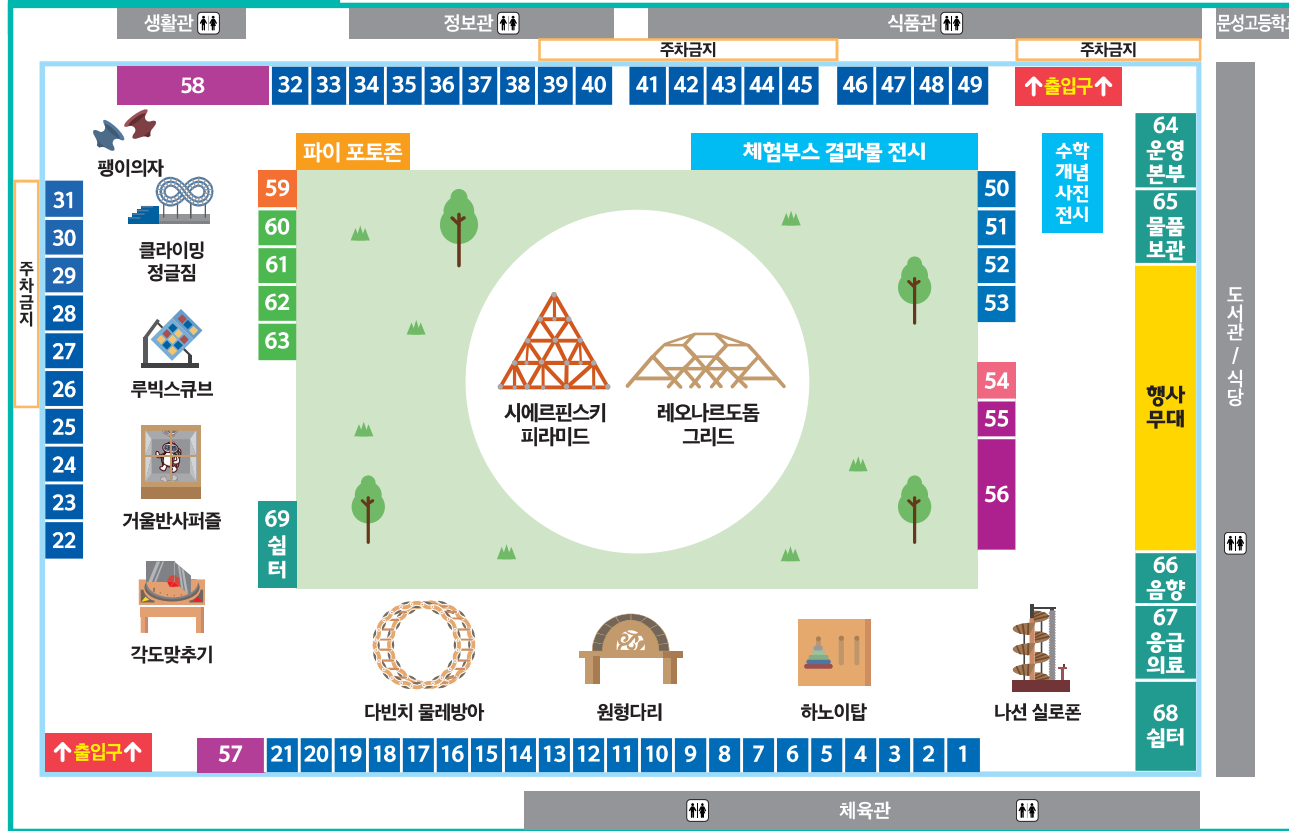 생활관
정보관
식품관
문성고등학교
주차금지
주차금지
58
32 33 34 35 36 37 38 39 40
41 42 43 44 45
46 47 48 49
출입구
팽이의자
파이 포토존
체험부스 결과물 전시
수학
개념
사진
전시
64
운영
본부
65
물품
보관
주차금지
31
30
29
28
27
26
25
24
23
22
클라이밍
정글짐
루빅스큐브
거울반사퍼즐
각도맞추기
59
60
61
62
63
69
쉼
터
시에르핀스키
피라미드
레오나르도돔
그리드
50
51
52
53
54
55
56
행사
무대
도서관 / 식당
66
음향
67
응급
의료
68
쉼터
다빈치 물레방아
원형다리
하노이탑
나선 실로폰
출입구
57
21 20 19 18 17 16 15 14 13 12 11 10 9 8 7 6 5 4 3 2 1
체육관